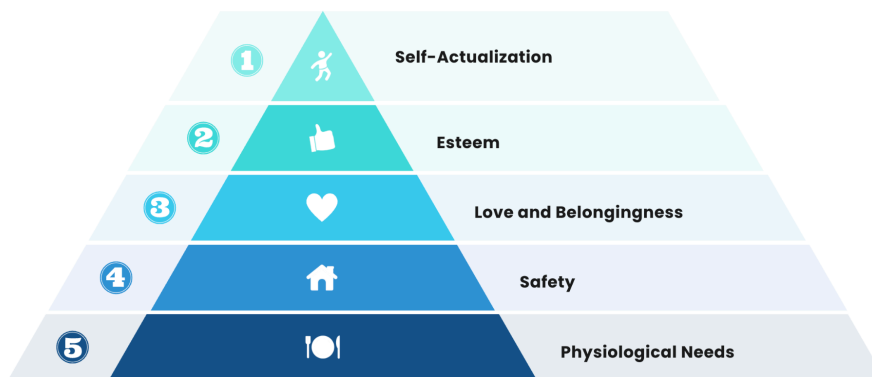 1 Self-Actualization
2 Esteem
3 Love and Belongingness
4 Safety
5 Physiological Needs